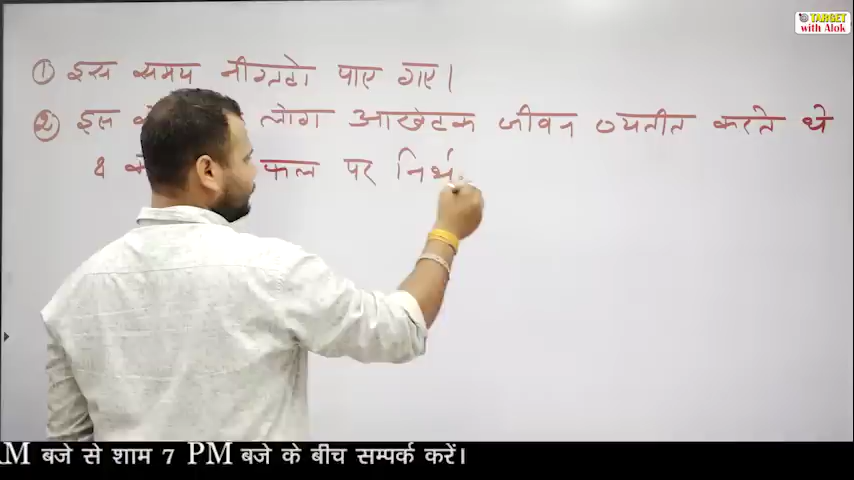 TARGET
with Alok
① इस समय नीग्रटो पाए गए।
② इस लोग आखेटक जीवन व्यतीत करते थे
& फल पर निर्भ
AM बजे से शाम 7 PM बजे के बीच सम्पर्क करें।